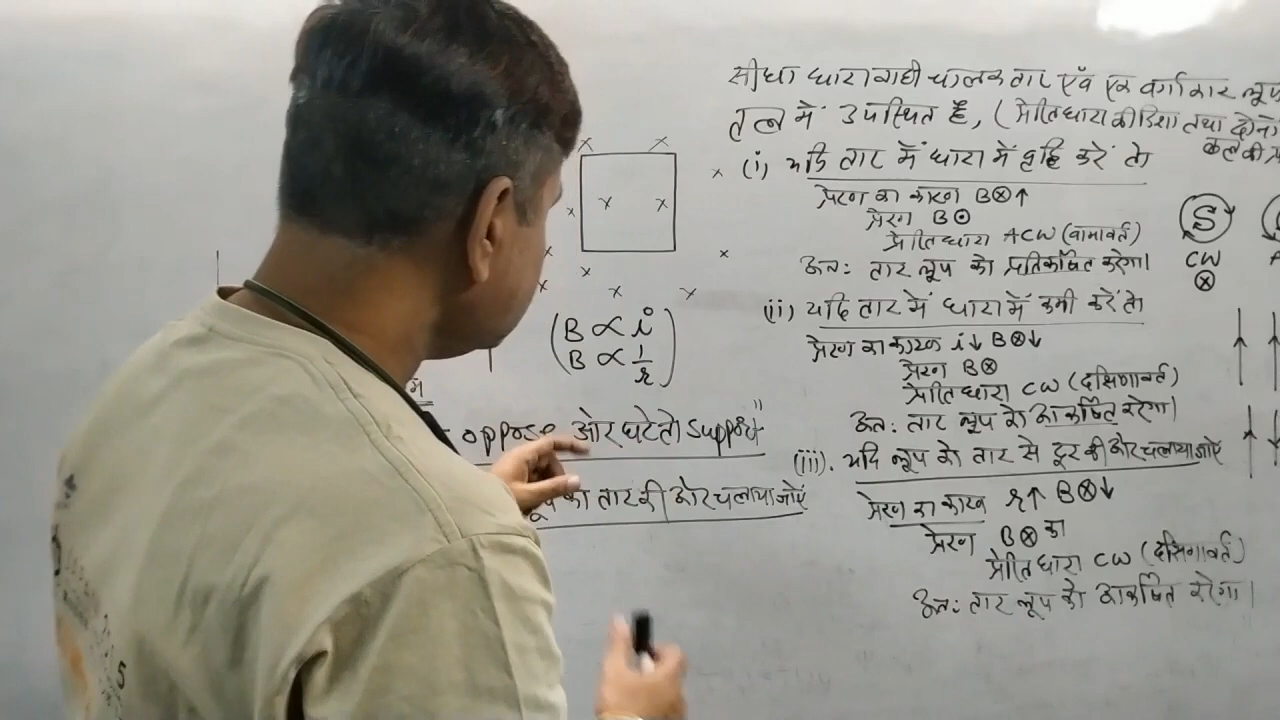 सीधा धारावाही चालक तार एवं एक वर्गाकार लूप
तल में उपस्थित है, (प्रेरित धारा की दिशा तथा दोनों
(i) यदि तार में धारा में वृद्धि करें तो
प्रेरण का कारण B⊗↑
प्रेरण B⊙
प्रेरित धारा ACW (वामावर्त)
अतः तार लूप को प्रतिकर्षित करेगा।
S
CW
⊗
(ii) यदि तार में धारा में कमी करें तो
प्रेरण का कारण i↓ B⊗↓
प्रेरण B⊗
प्रेरित धारा CW (दक्षिणावर्त)
अतः तार लूप को आकर्षित करेगा।
(iii). यदि लूप को तार से दूर की ओर चलाया जाएं
प्रेरण का कारण r↑ B⊗↓
प्रेरण B⊗ का
प्रेरित धारा CW (दक्षिणावर्त)
अतः तार लूप को आकर्षित करेगा।
(B ∝ i
B ∝ 1/r)
oppose और घटे तो support"
का तार की ओर चलाया जाएं